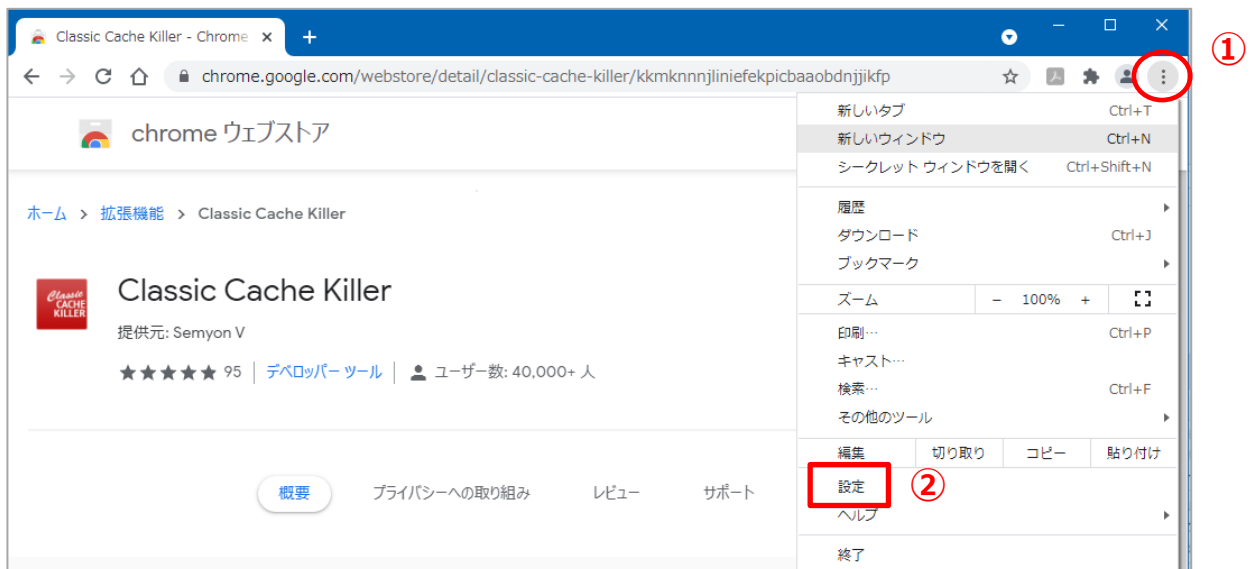 Classic Cache Killer - Chrome
①
chrome.google.com/webstore/detail/classic-cache-killer/kkmknnnjliniefekpicbaaobdnjjikfp
chrome ウェブストア
ホーム > 拡張機能 > Classic Cache Killer
Classic CACHE KILLER
Classic Cache Killer
提供元: Semyon V
★★★★★ 95 | デベロッパー ツール | ユーザー数: 40,000+ 人
概要 プライバシーへの取り組み レビュー サポート
新しいタブ Ctrl+T
新しいウィンドウ Ctrl+N
シークレット ウィンドウを開く Ctrl+Shift+N
履歴
ダウンロード Ctrl+J
ブックマーク
ズーム - 100% +
印刷… Ctrl+P
キャスト…
検索… Ctrl+F
その他のツール
編集 切り取り コピー 貼り付け
設定 ②
ヘルプ
終了